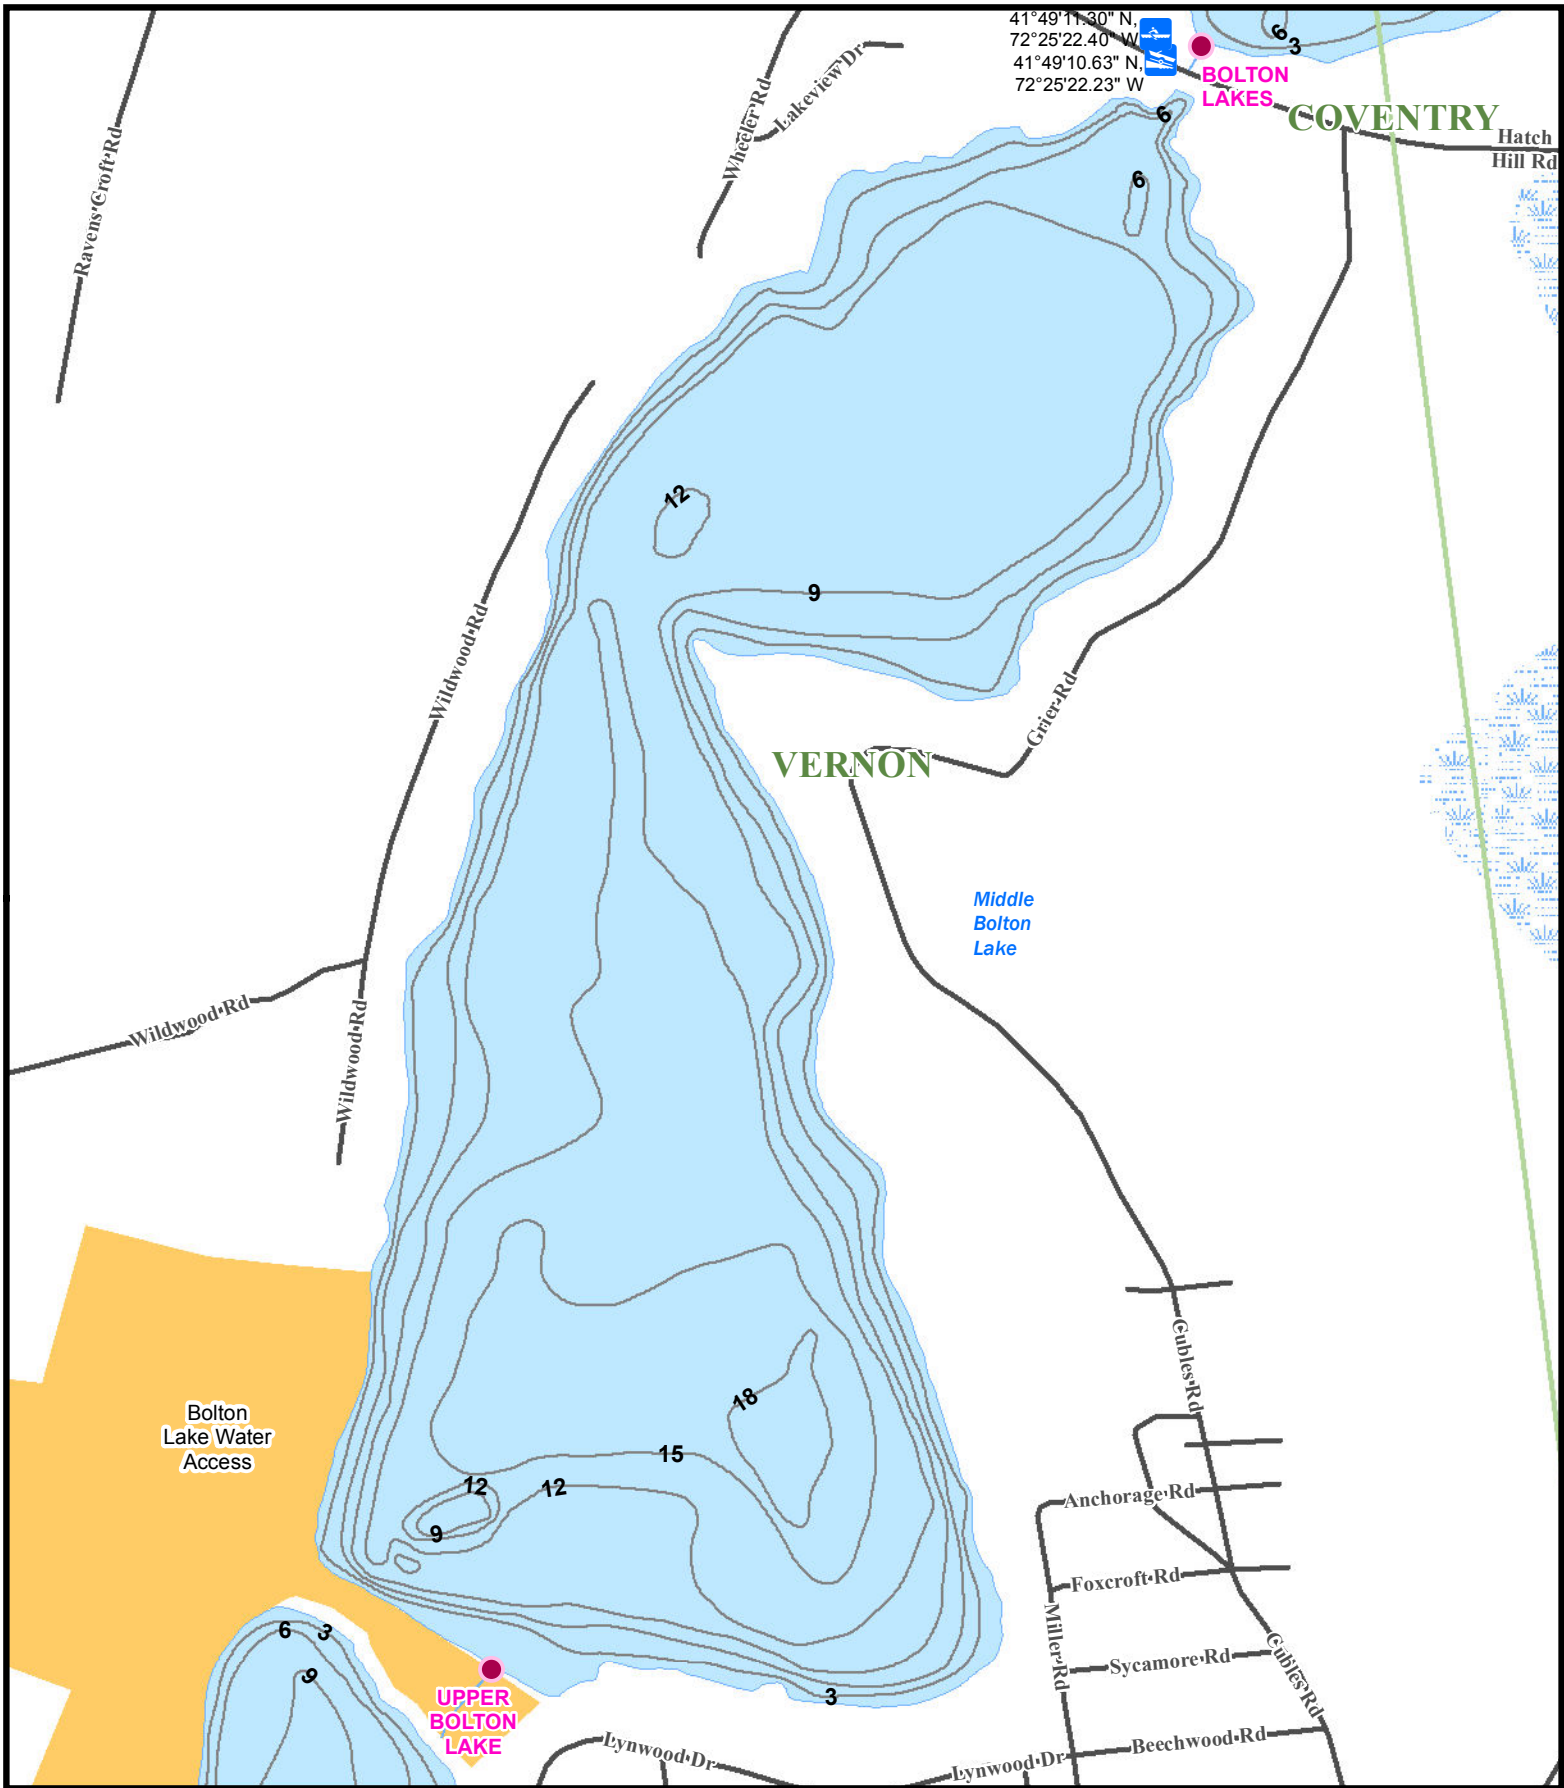 41°49'11.30" N,
72°25'22.40" W
41°49'10.63" N,
72°25'22.23" W
6
3
BOLTON
LAKES
COVENTRY
Hatch
Hill Rd
Lakeview Dr
Wheeler Rd
Ravens Croft Rd
6
6
12
9
Wildwood Rd
Grier Rd
VERNON
Middle
Bolton
Lake
Wildwood Rd
Wildwood Rd
Cubles Rd
18
Bolton
Lake Water
Access
15
12
12
9
Anchorage Rd
Foxcroft Rd
Miller Rd
6
3
9
Sycamore Rd
Cubles Rd
UPPER
BOLTON
LAKE
3
Beechwood Rd
Lynwood Dr
Lynwood Dr